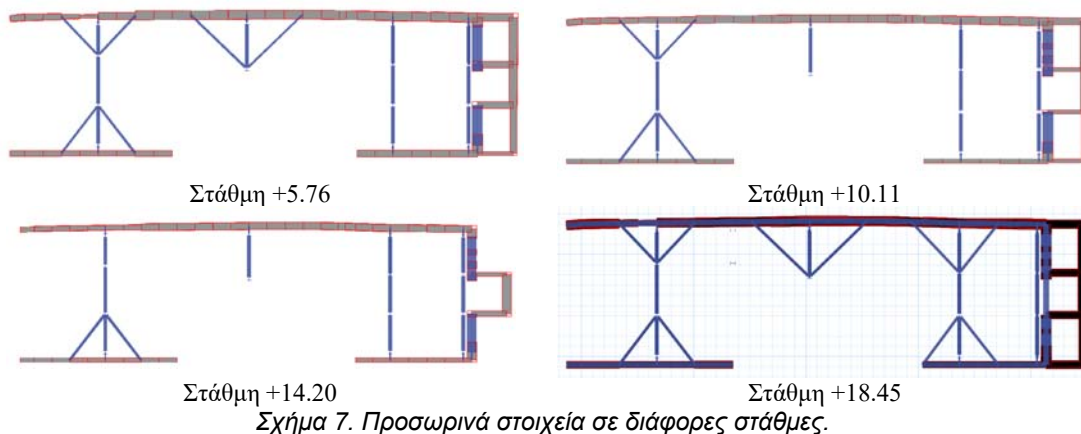 Στάθμη +5.76
Στάθμη +10.11
Στάθμη +14.20
Στάθμη +18.45
Σχήμα 7. Προσωρινά στοιχεία σε διάφορες στάθμες.